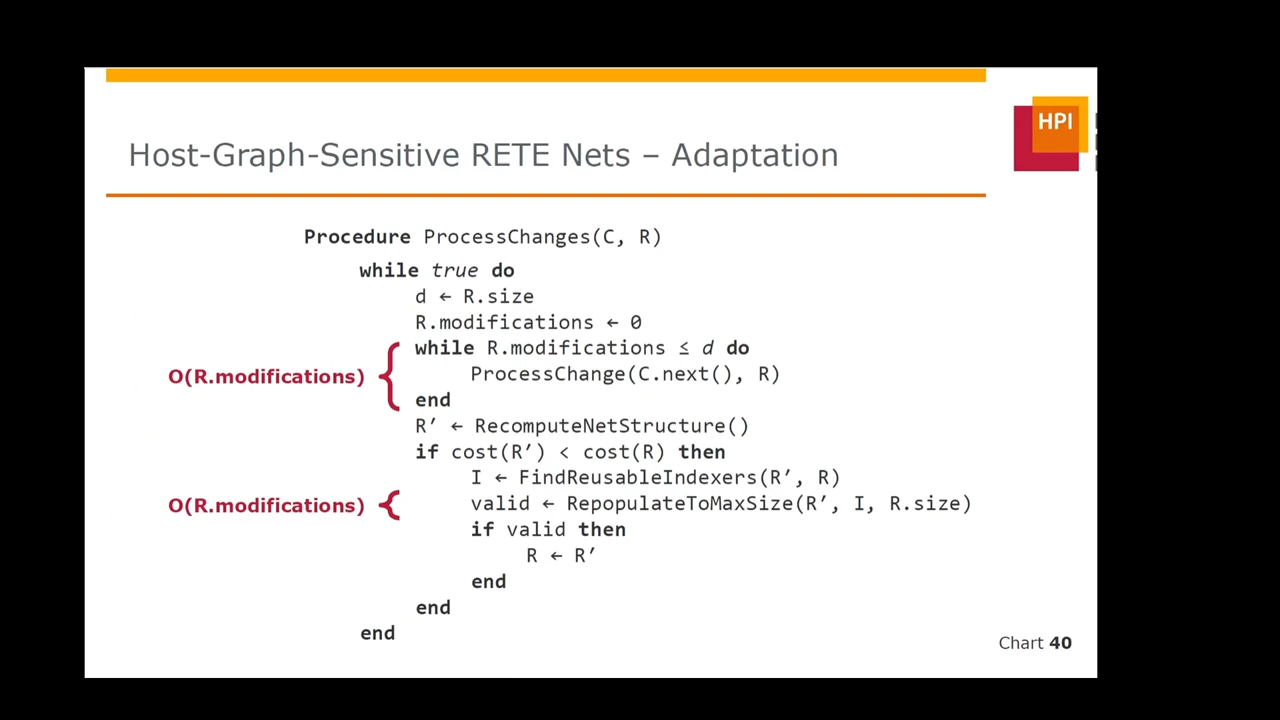 HPI
Host-Graph-Sensitive RETE Nets – Adaptation
Procedure ProcessChanges(C, R)
while true do
d ← R.size
R.modifications ← 0
while R.modifications ≤ d do
O(R.modifications)
ProcessChange(C.next(), R)
end
R′ ← RecomputeNetStructure()
if cost(R′) < cost(R) then
I ← FindReusableIndexers(R′, R)
O(R.modifications)
valid ← RepopulateToMaxSize(R′, I, R.size)
if valid then
R ← R′
end
end
end
Chart 40